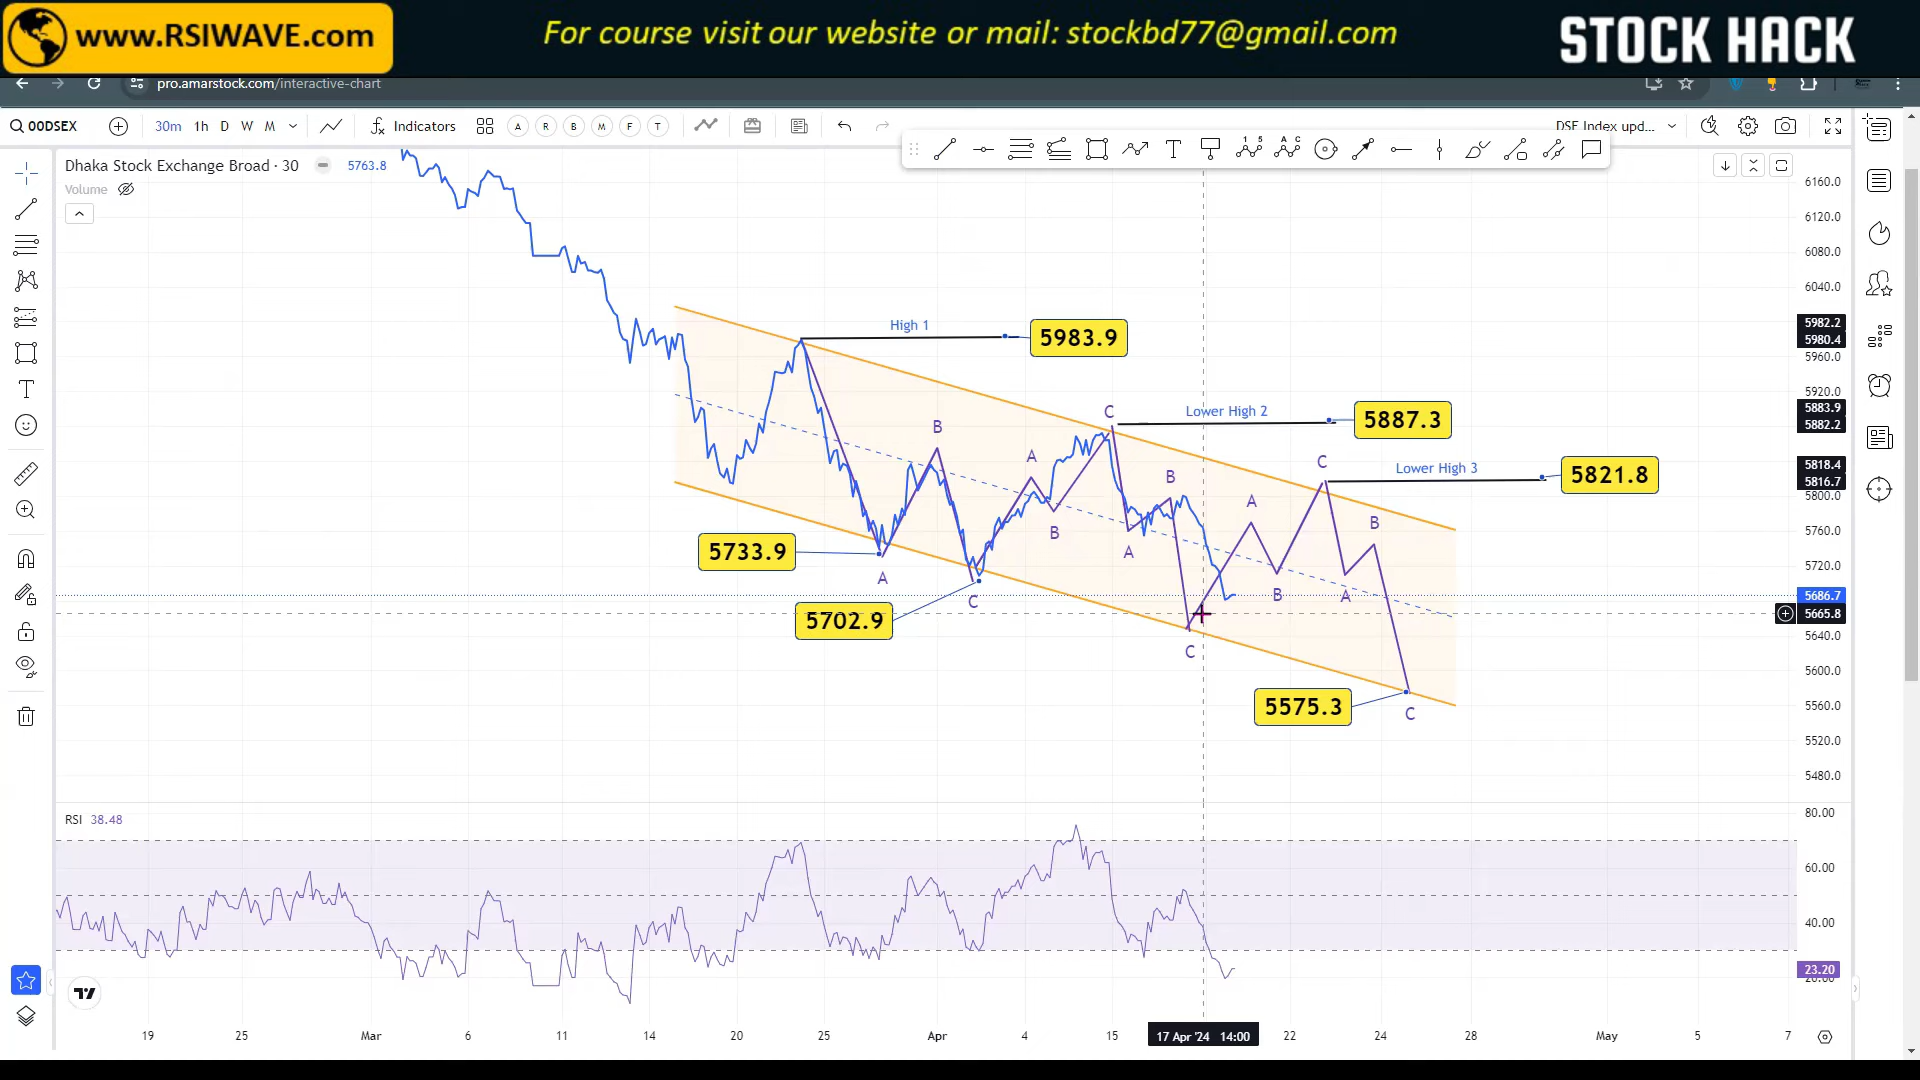 www.RSIWAVE.com
For course visit our website or mail: stockbd77@gmail.com
STOCK HACK
pro.amarstock.com/interactive-chart
00DSEX
30m 1h D W M
Indicators
A R B M F T
DSE Index upd...
Dhaka Stock Exchange Broad · 30 5763.8
Volume
High 1
5983.9
Lower High 2
5887.3
Lower High 3
5821.8
5733.9
5702.9
5575.3
A
B
C
A
B
C
A
B
C
A
B
C
A
B
C
6160.0
6120.0
6080.0
6040.0
5982.2
5980.4
5960.0
5920.0
5883.9
5882.2
5818.4
5816.7
5800.0
5760.0
5720.0
5686.7
5665.8
5640.0
5600.0
5560.0
5520.0
5480.0
RSI 38.48
80.00
60.00
40.00
23.20
20.00
19 25 Mar 6 11 14 20 25 Apr 4 15 17 Apr '24 14:00 22 24 28 May 5 7